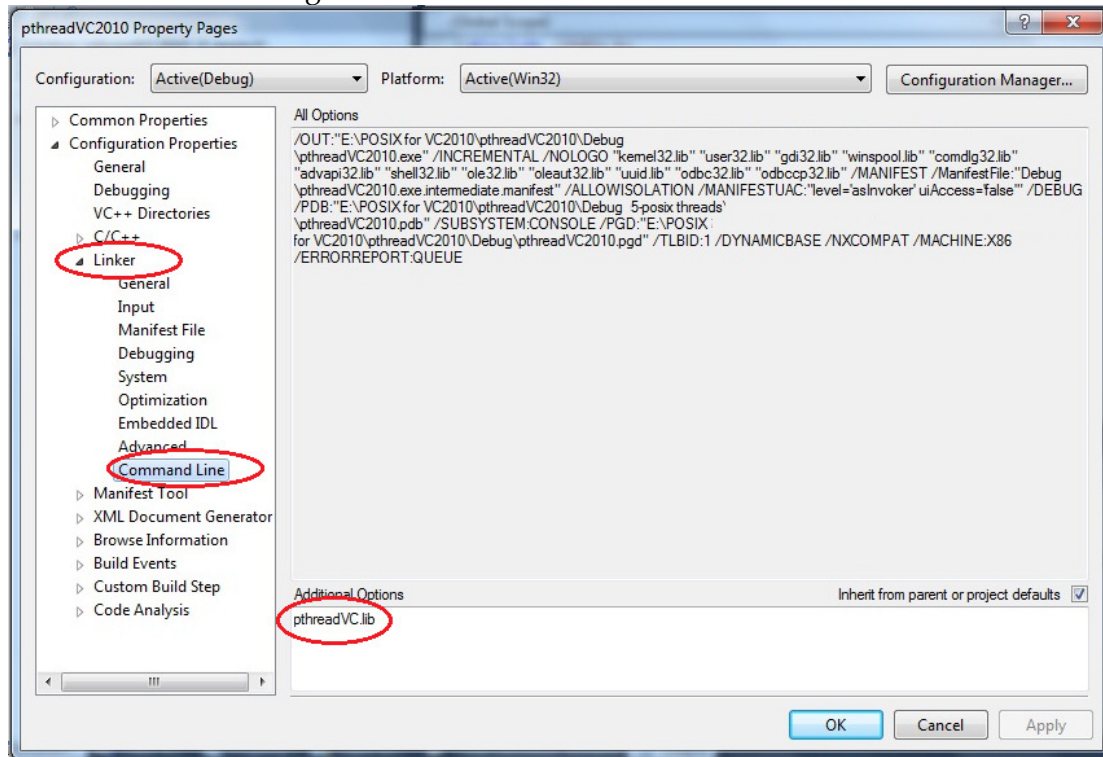 pthreadVC2010 Property Pages
Configuration: Active(Debug) Platform: Active(Win32) Configuration Manager...
Common Properties
Configuration Properties
General
Debugging
VC++ Directories
C/C++
Linker
General
Input
Manifest File
Debugging
System
Optimization
Embedded IDL
Advanced
Command Line
Manifest Tool
XML Document Generator
Browse Information
Build Events
Custom Build Step
Code Analysis
All Options
/OUT:"E:\POSIX for VC2010\pthreadVC2010\Debug
\pthreadVC2010.exe" /INCREMENTAL /NOLOGO "kernel32.lib" "user32.lib" "gdi32.lib" "winspool.lib" "comdlg32.lib"
"advapi32.lib" "shell32.lib" "ole32.lib" "oleaut32.lib" "uuid.lib" "odbc32.lib" "odbccp32.lib" /MANIFEST /ManifestFile:"Debug
\pthreadVC2010.exe.intermediate.manifest" /ALLOWISOLATION /MANIFESTUAC:"level='asInvoker' uiAccess='false'" /DEBUG
/PDB:"E:\POSIX for VC2010\pthreadVC2010\Debug 5-posix threads\
\pthreadVC2010.pdb" /SUBSYSTEM:CONSOLE /PGD:"E:\POSIX
for VC2010\pthreadVC2010\Debug\pthreadVC2010.pgd" /TLBID:1 /DYNAMICBASE /NXCOMPAT /MACHINE:X86
/ERRORREPORT:QUEUE
Additional Options Inherit from parent or project defaults
pthreadVC.lib
OK Cancel Apply